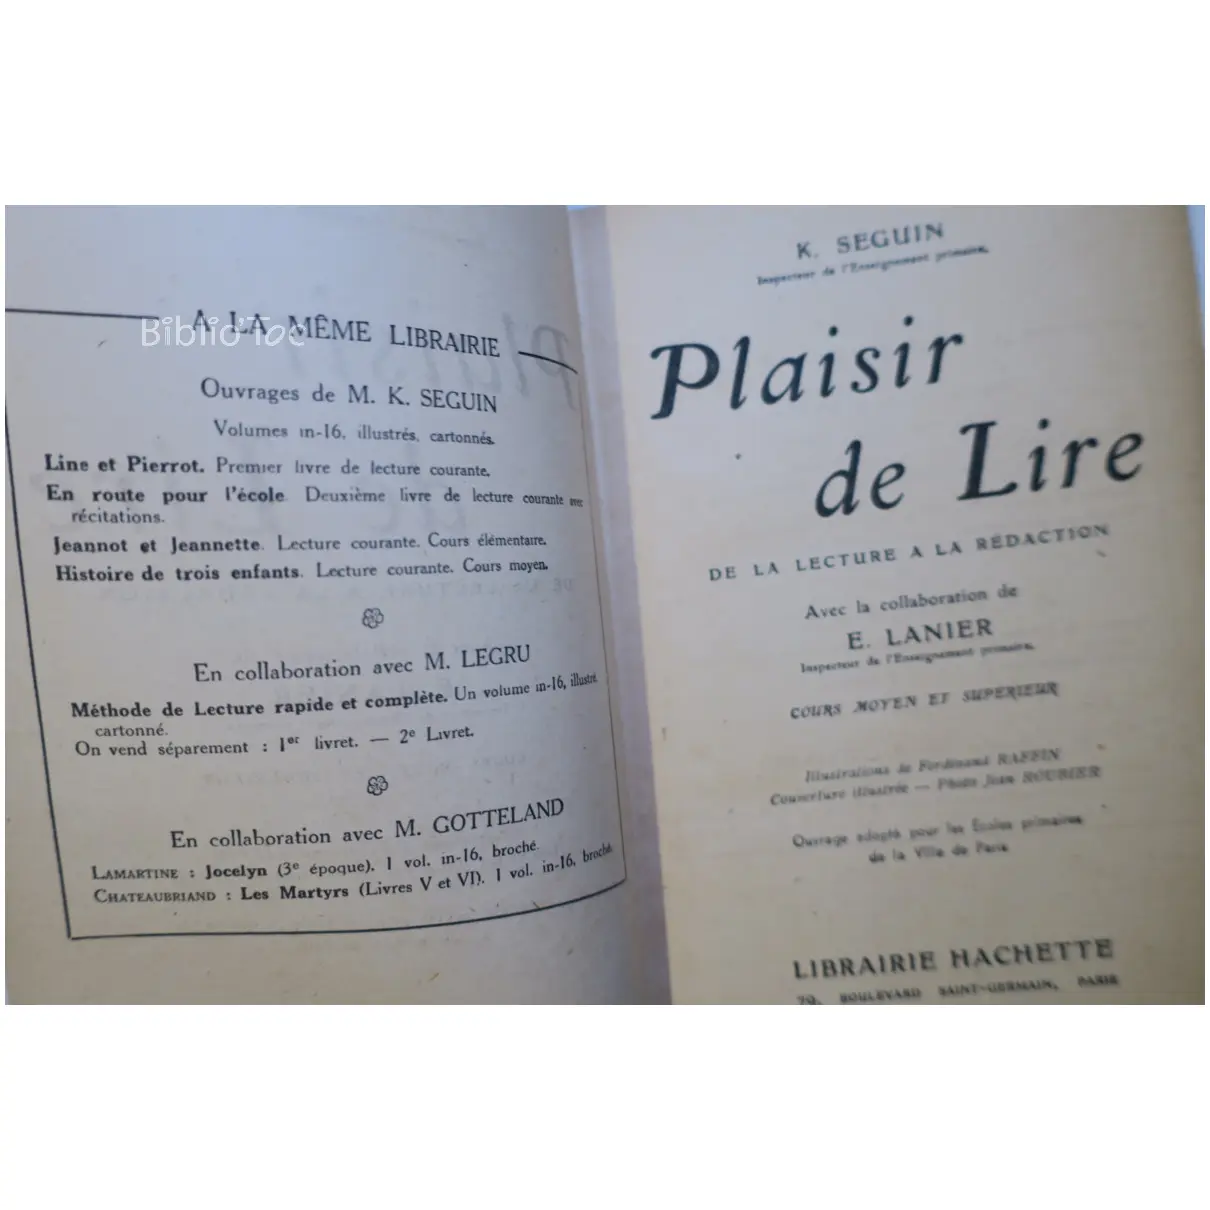 Biblio'Toc
A LA MÊME LIBRAIRIE
Ouvrages de M. K. SEGUIN
Volumes in-16, illustrés, cartonnés.
Line et Pierrot. Premier livre de lecture courante.
En route pour l'école. Deuxième livre de lecture courante avec
récitations.
Jeannot et Jeannette. Lecture courante. Cours élémentaire.
Histoire de trois enfants. Lecture courante. Cours moyen.
En collaboration avec M. LEGRU
Méthode de Lecture rapide et complète. Un volume in-16, illustré,
cartonné.
On vend séparement : 1er livret. — 2e Livret.
En collaboration avec M. GOTTELAND
LAMARTINE : Jocelyn (3e époque). 1 vol. in-16, broché.
CHATEAUBRIAND : Les Martyrs (Livres V et VI). 1 vol. in-16, broché.
K. SEGUIN
Inspecteur de l'Enseignement primaire.
Plaisir
de Lire
DE LA LECTURE A LA RÉDACTION
Avec la collaboration de
E. LANIER
Inspecteur de l'Enseignement primaire.
COURS MOYEN ET SUPÉRIEUR
Illustrations de Ferdinand RAFFIN
Couverture illustrée — Photo Jean ROUBIER
Ouvrage adopté pour les Écoles primaires
de la Ville de Paris
LIBRAIRIE HACHETTE
79, BOULEVARD SAINT-GERMAIN, PARIS